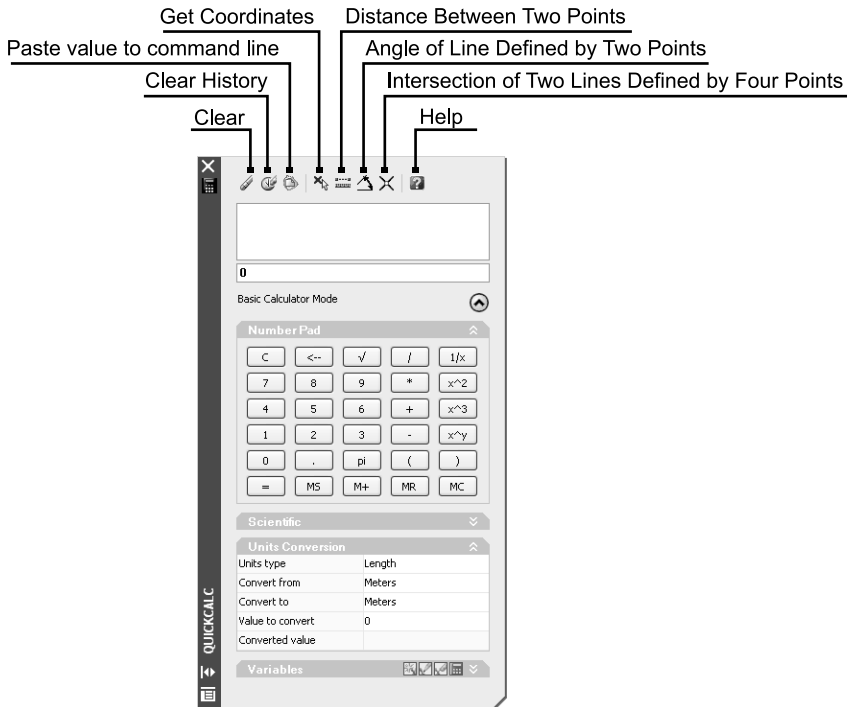 Get Coordinates
Distance Between Two Points
Paste value to command line
Angle of Line Defined by Two Points
Clear History
Intersection of Two Lines Defined by Four Points
Clear
Help
0
Basic Calculator Mode
Number Pad
C <-- √ / 1/x
7 8 9 * x^2
4 5 6 + x^3
1 2 3 - x^y
0 . pi ( )
= MS M+ MR MC
Scientific
Units Conversion
Units type Length
Convert from Meters
Convert to Meters
Value to convert 0
Converted value
Variables
QUICKCALC